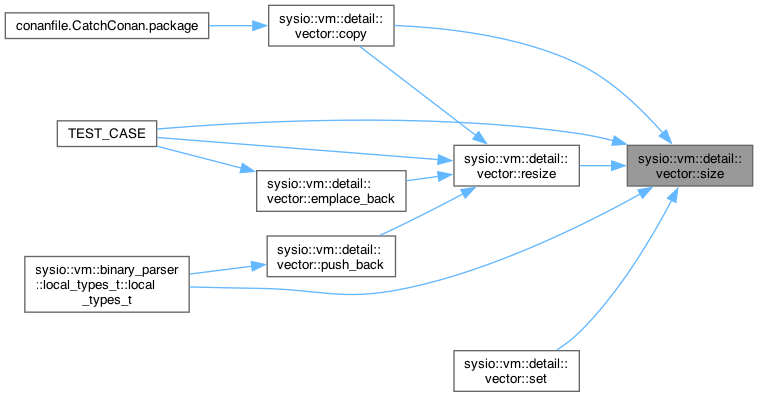 conanfile.CatchConan.package
sysio::vm::detail::
vector::copy
TEST_CASE
sysio::vm::detail::
vector::resize
sysio::vm::detail::
vector::size
sysio::vm::detail::
vector::emplace_back
sysio::vm::detail::
vector::push_back
sysio::vm::binary_parser
::local_types_t::local
_types_t
sysio::vm::detail::
vector::set